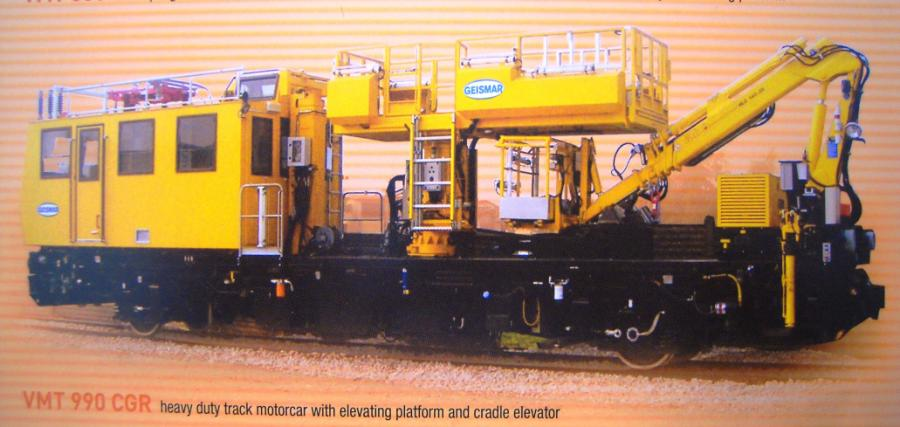 GEISMAR
GEISMAR
VMT 990 CGR heavy duty track motorcar with elevating platform and cradle elevator